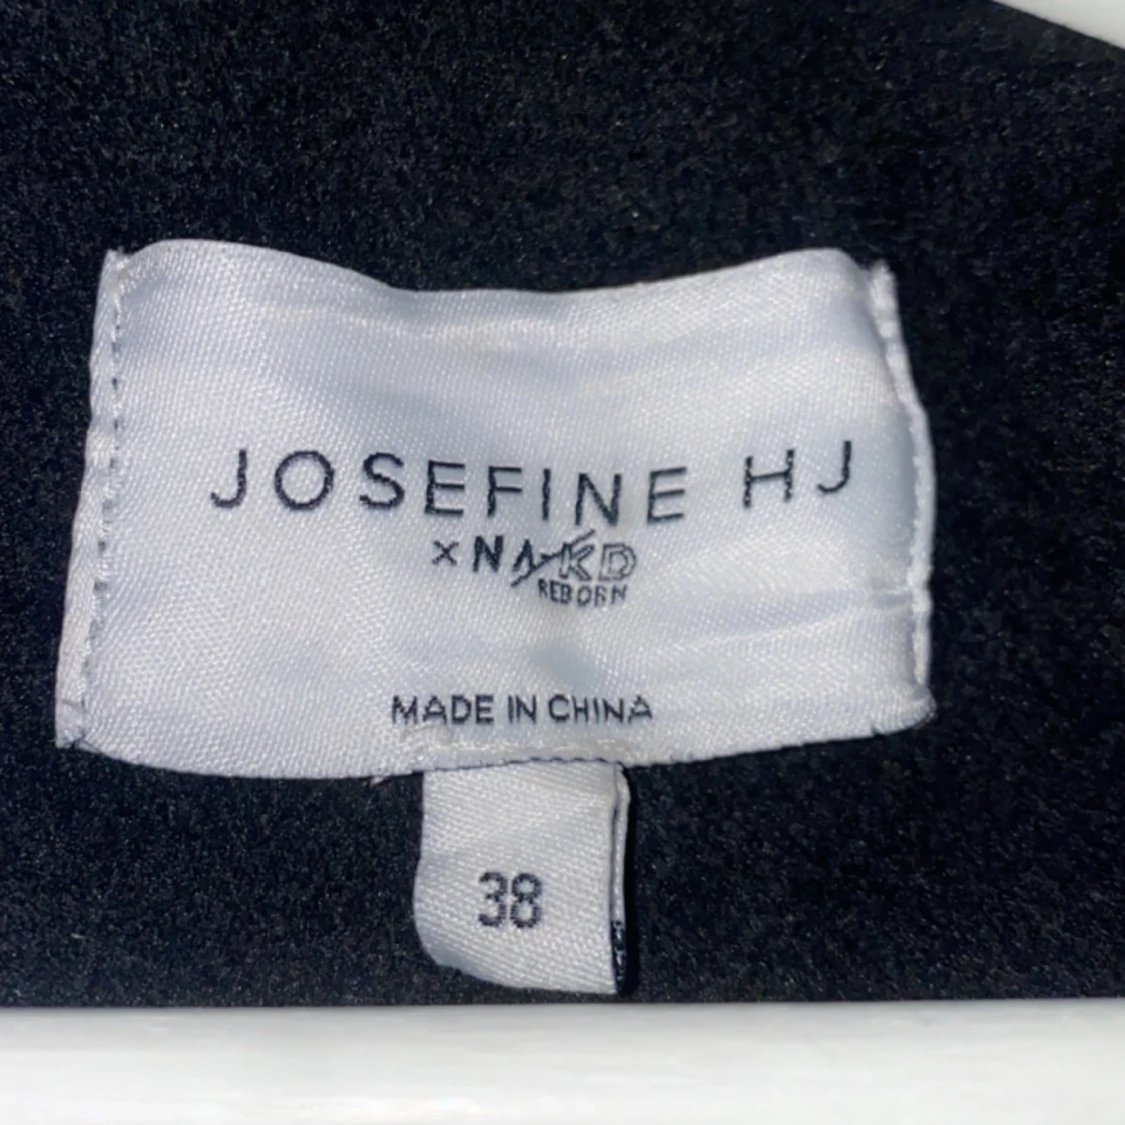 JOSEFINE HJ
× NA-KD
REBORN
MADE IN CHINA
38